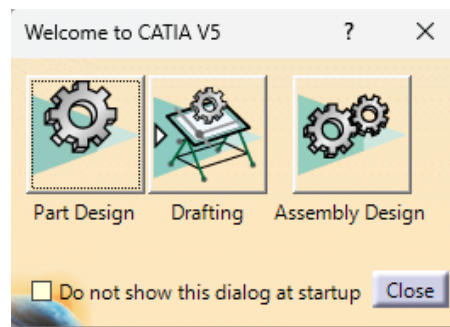 Welcome to CATIA V5 ?
Part Design Drafting Assembly Design
Do not show this dialog at startup Close